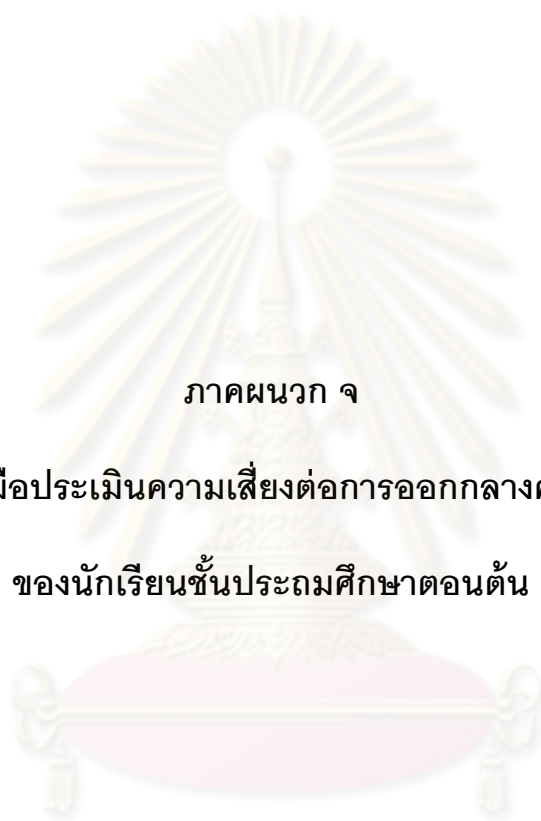 ภาคผนวก จ
ประเมินความเสี่ยงต่อการออกกลาง
ของนักเรียนชั้นประถมศึกษาตอนต้น